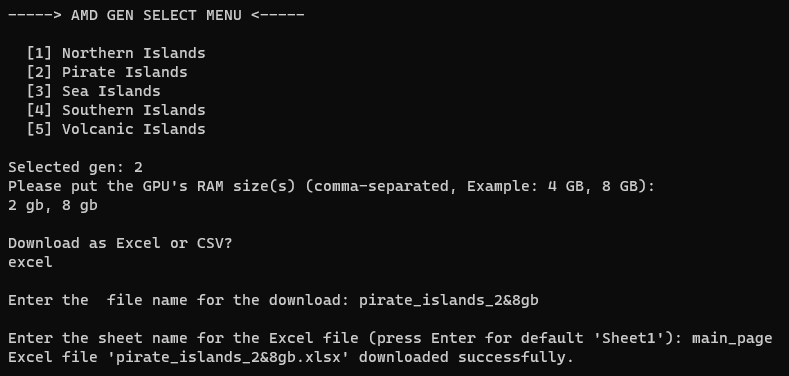 -----> AMD GEN SELECT MENU <-----
[1] Northern Islands
[2] Pirate Islands
[3] Sea Islands
[4] Southern Islands
[5] Volcanic Islands
Selected gen: 2
Please put the GPU's RAM size(s) (comma-separated, Example: 4 GB, 8 GB):
2 gb, 8 gb
Download as Excel or CSV?
excel
Enter the  file name for the download: pirate_islands_2&8gb
Enter the sheet name for the Excel file (press Enter for default 'Sheet1'): main_page
Excel file 'pirate_islands_2&8gb.xlsx' downloaded successfully.